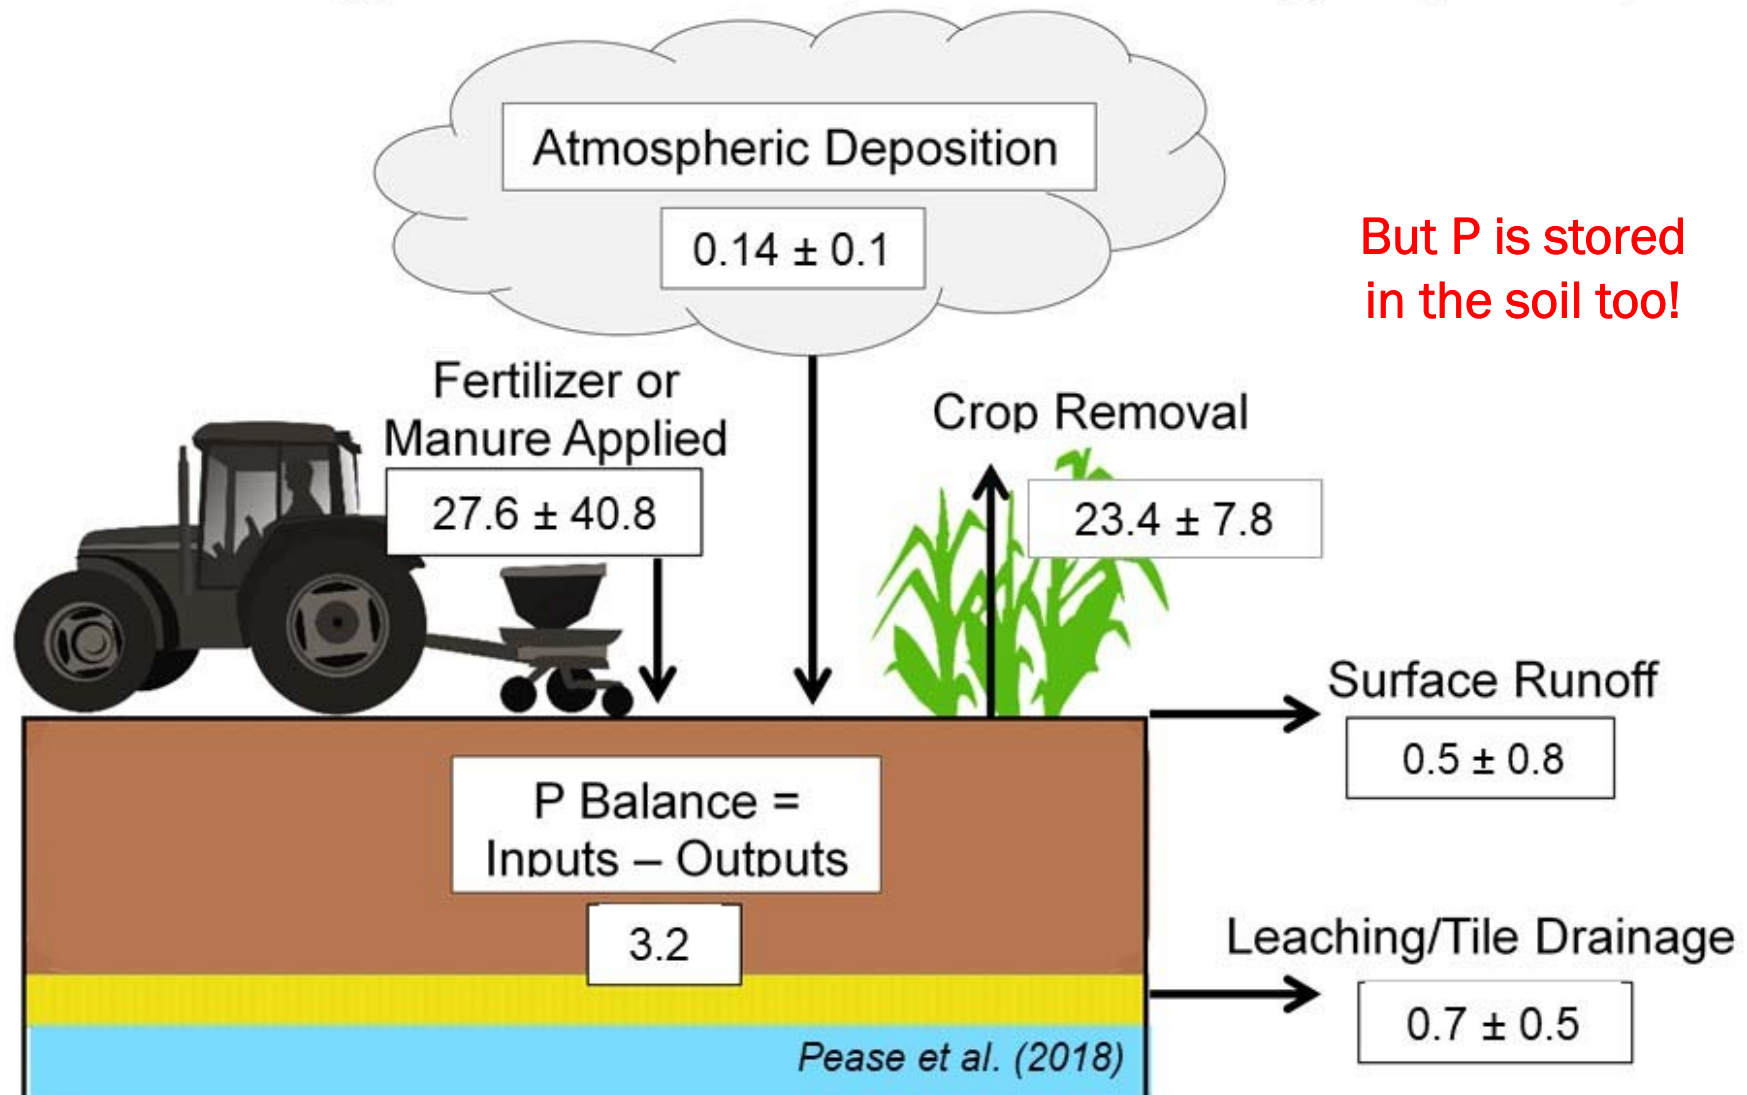 Atmospheric Deposition
0.14 ± 0.1
But P is stored
in the soil too!
Fertilizer or
Manure Applied
27.6 ± 40.8
Crop Removal
23.4 ± 7.8
Surface Runoff
0.5 ± 0.8
P Balance =
Inputs – Outputs
3.2
Leaching/Tile Drainage
0.7 ± 0.5
Pease et al. (2018)